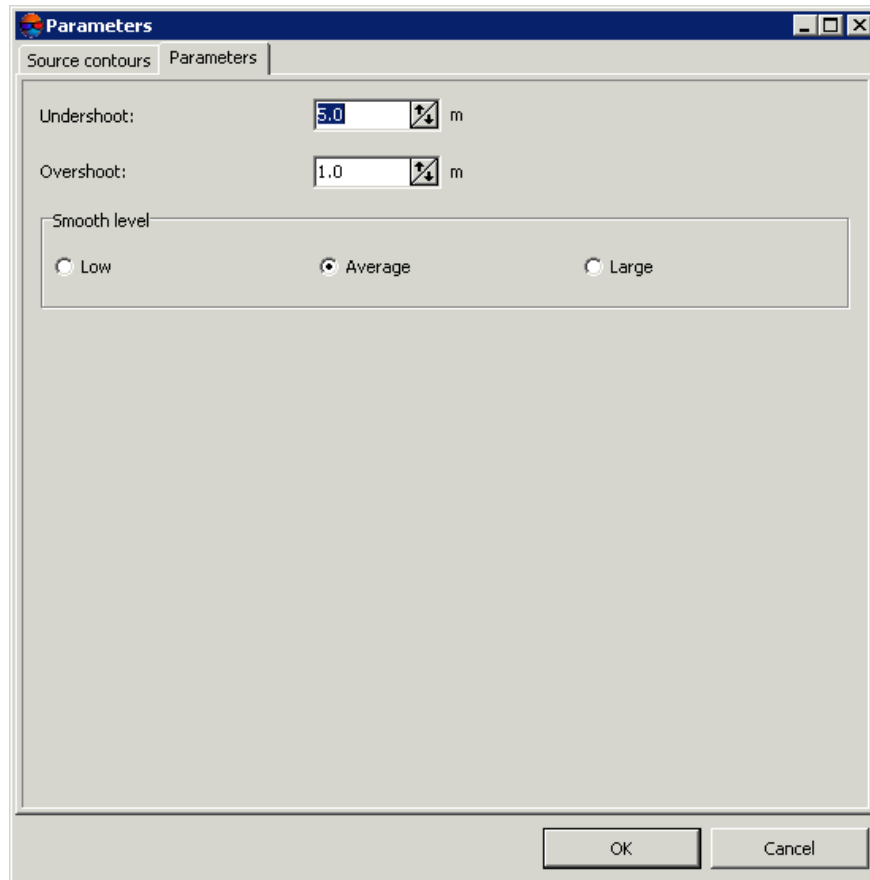 Parameters
Source contours Parameters
Undershoot: 5.0 m
Overshoot: 1.0 m
Smooth level
Low Average Large
OK Cancel